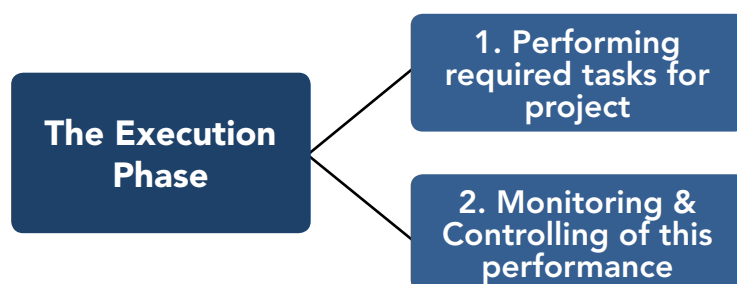 The Execution
Phase
1. Performing
required tasks for
project
2. Monitoring &
Controlling of this
performance